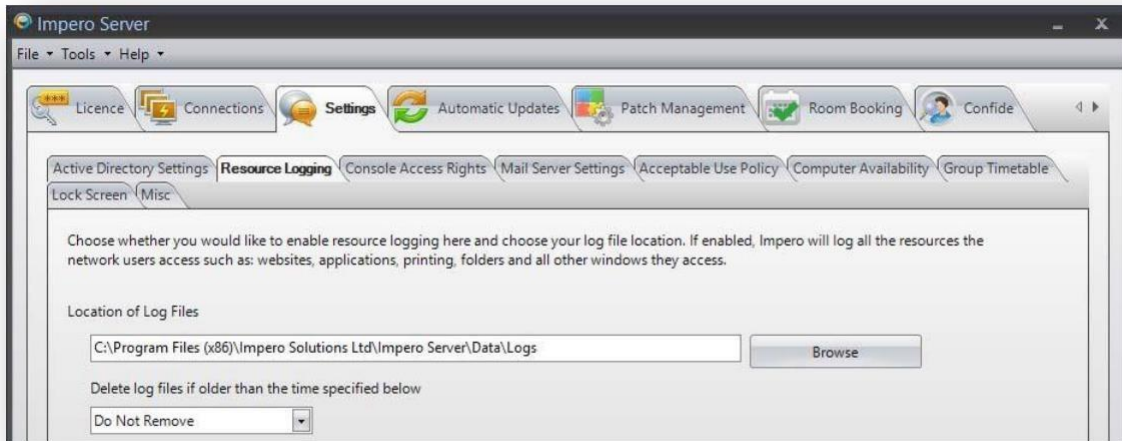 Impero Server
File Tools Help
Licence Connections Settings Automatic Updates Patch Management Room Booking Confide
Active Directory Settings Resource Logging Console Access Rights Mail Server Settings Acceptable Use Policy Computer Availability Group Timetable
Lock Screen Misc
Choose whether you would like to enable resource logging here and choose your log file location. If enabled, Impero will log all the resources the
network users access such as: websites, applications, printing, folders and all other windows they access.
Location of Log Files
C:\Program Files (x86)\Impero Solutions Ltd\Impero Server\Data\Logs Browse
Delete log files if older than the time specified below
Do Not Remove